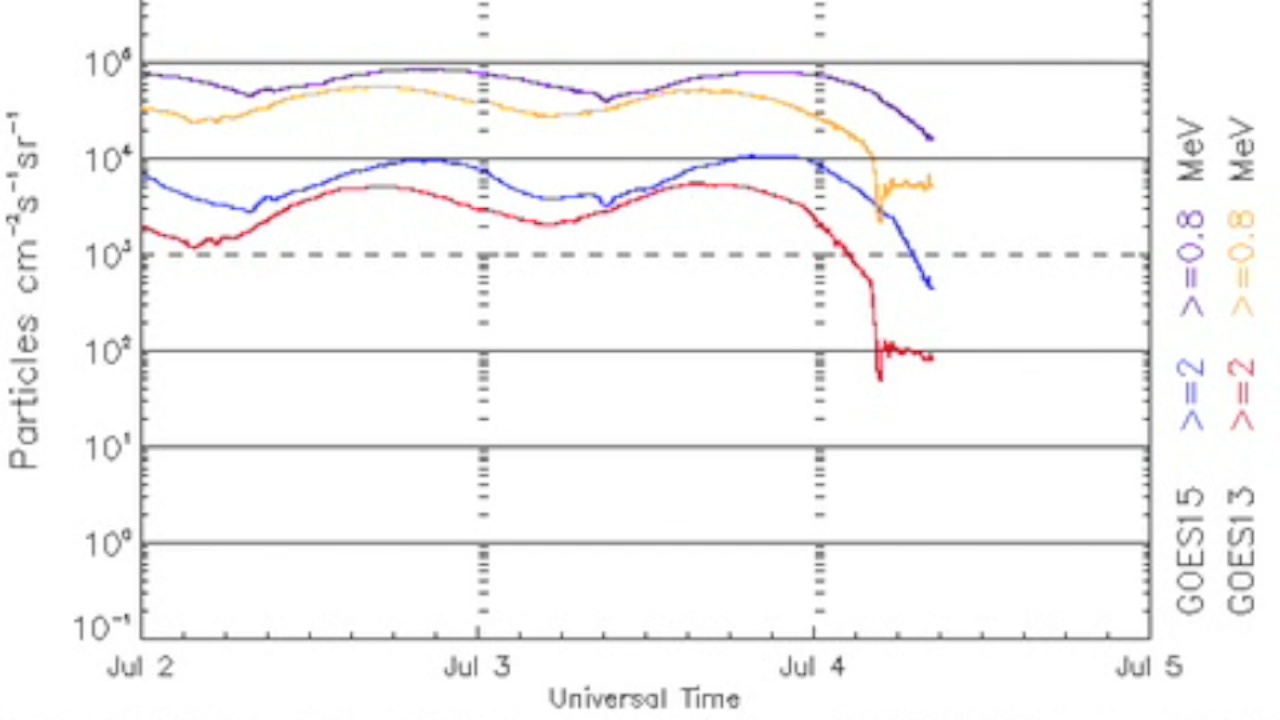 Particles cm⁻²s⁻¹sr⁻¹
10⁵
10⁴
10³
10²
10¹
10⁰
10⁻¹
Jul 2
Jul 3
Jul 4
Jul 5
Universal Time
GOES15 >=2 >=0.8 MeV
GOES13 >=2 >=0.8 MeV